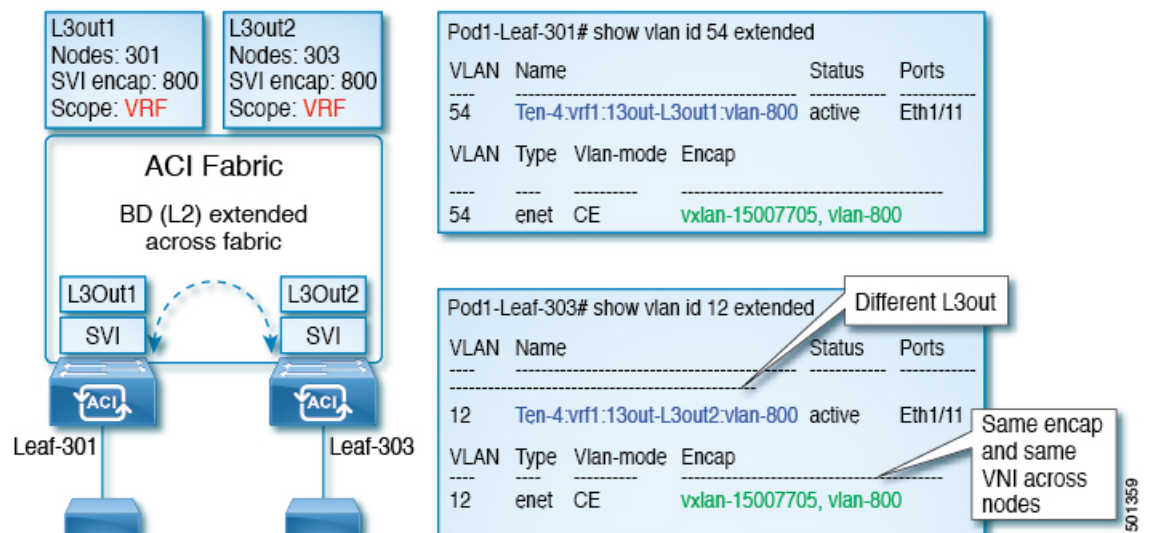 L3out1
Nodes: 301
SVI encap: 800
Scope: VRF
L3out2
Nodes: 303
SVI encap: 800
Scope: VRF
ACI Fabric
BD (L2) extended
across fabric
L3Out1
SVI
L3Out2
SVI
ACI
ACI
Leaf-301
Leaf-303
Pod1-Leaf-301# show vlan id 54 extended
VLAN Name Status Ports
---- -------------------------------- ---------------- ------------
54 Ten-4:vrf1:13out-L3out1:vlan-800 active Eth1/11
VLAN Type Vlan-mode Encap
---- ---- ---------- -------------------------------
54 enet CE vxlan-15007705, vlan-800
Pod1-Leaf-303# show vlan id 12 extended
Different L3out
VLAN Name Status Ports
---- -------------------------------- ---------------- ------------
------------------------------------------------
12 Ten-4:vrf1:13out-L3out2:vlan-800 active Eth1/11
VLAN Type Vlan-mode Encap
---- ---- ---------- -------------------------------
12 enet CE vxlan-15007705, vlan-800
Same encap
and same
VNI across
nodes
501359